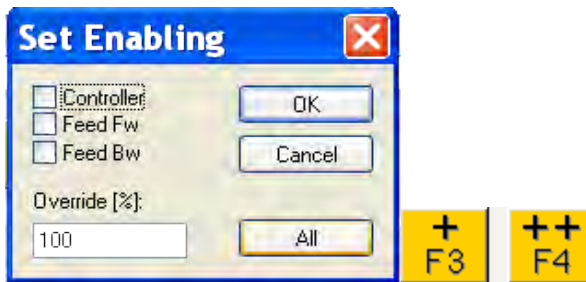 Set Enabling
Controller
Feed Fw
Feed Bw
OK
Cancel
Override [%]:
100
All
+
F3
++
F4